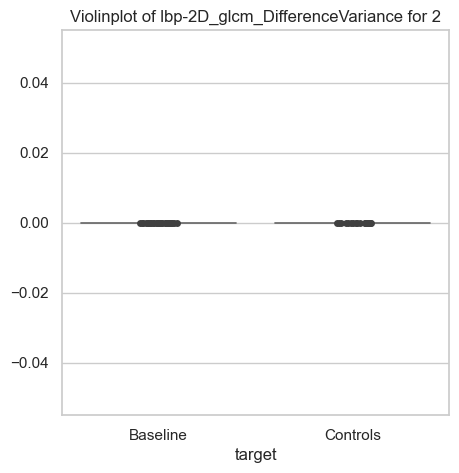 Violinplot of lbp-2D_glcm_DifferenceVariance for 2
0.04
0.02
0.00
−0.02
−0.04
Baseline Controls
target